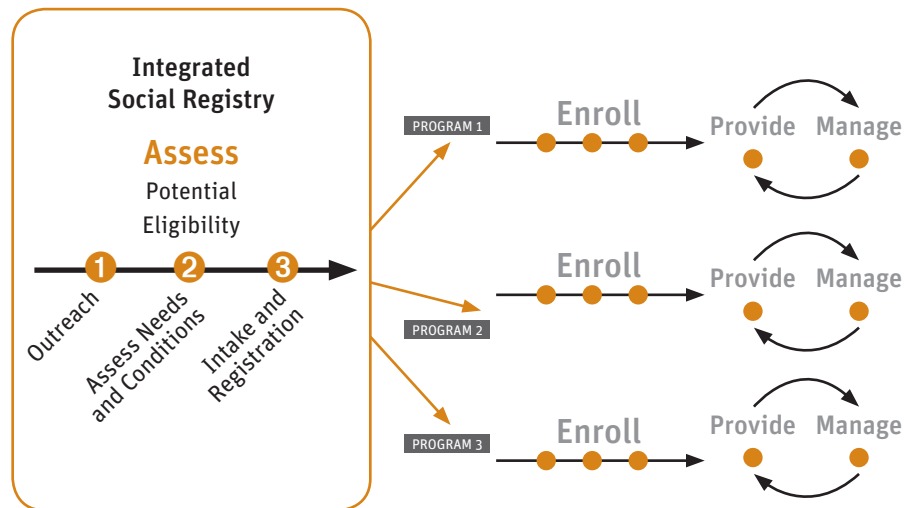 Integrated
Social Registry
Assess
Potential
Eligibility
1
2
3
Outreach
Assess Needs
and Conditions
Intake and
Registration
PROGRAM 1
Enroll
Provide
Manage
PROGRAM 2
Enroll
Provide
Manage
PROGRAM 3
Enroll
Provide
Manage